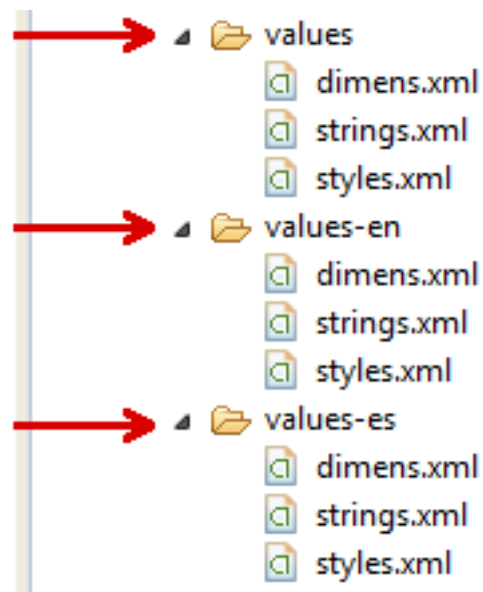 values
dimens.xml
strings.xml
styles.xml
values-en
dimens.xml
strings.xml
styles.xml
values-es
dimens.xml
strings.xml
styles.xml